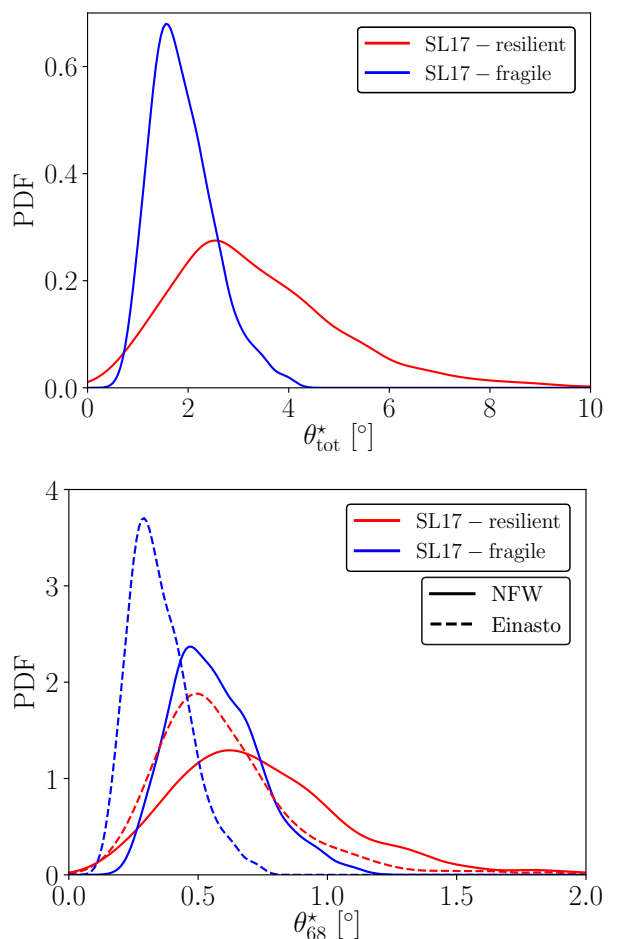 SL17 − resilient
SL17 − fragile
PDF
0.6
0.4
0.2
0.0
0 2 4 6 8 10
θ⋆tot [°]
SL17 − resilient
SL17 − fragile
NFW
Einasto
PDF
4
3
2
1
0
0.0 0.5 1.0 1.5 2.0
θ⋆68 [°]